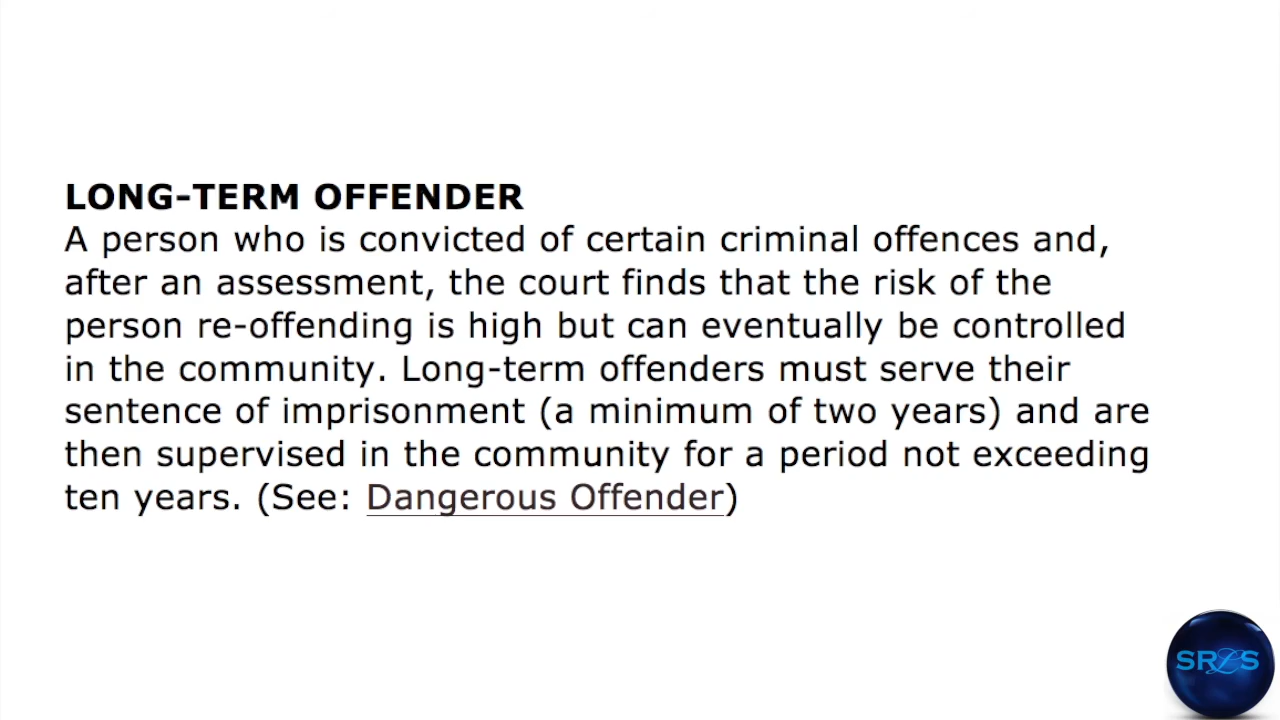 LONG-TERM OFFENDER
A person who is convicted of certain criminal offences and,
after an assessment, the court finds that the risk of the
person re-offending is high but can eventually be controlled
in the community. Long-term offenders must serve their
sentence of imprisonment (a minimum of two years) and are
then supervised in the community for a period not exceeding
ten years. (See: Dangerous Offender)
SRLS